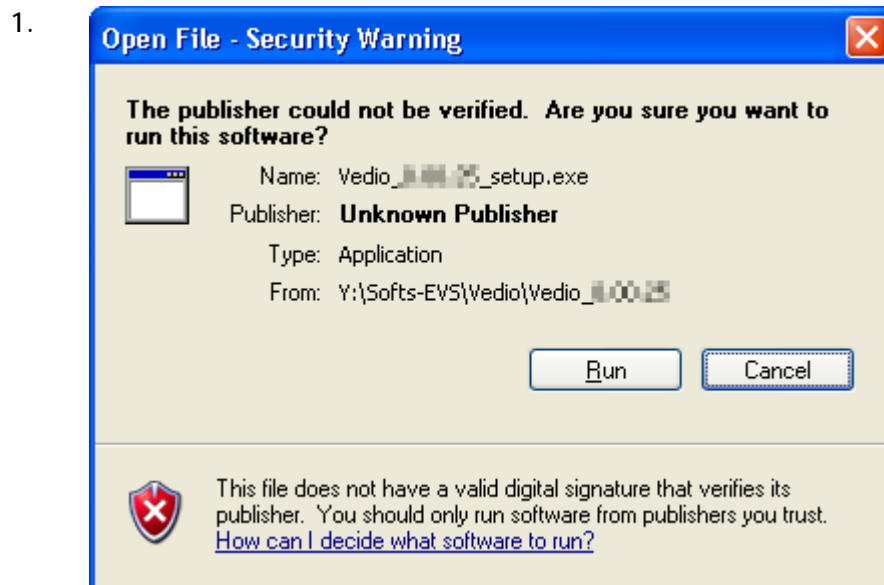 1.
Open File - Security Warning
The publisher could not be verified. Are you sure you want to
run this software?
Name: Vedio_ _setup.exe
Publisher: Unknown Publisher
Type: Application
From: Y:\Softs-EVS\Vedio\Vedio_
Run Cancel
This file does not have a valid digital signature that verifies its
publisher. You should only run software from publishers you trust.
How can I decide what software to run?